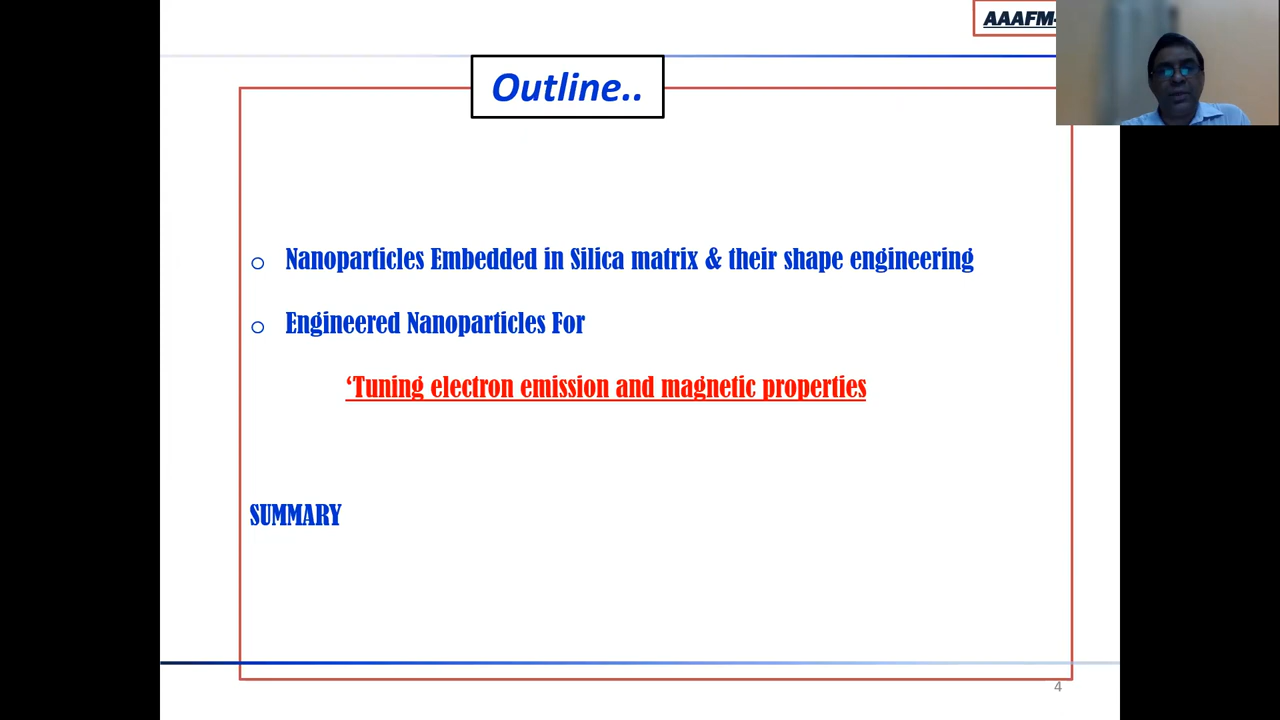 AAAFM-
Outline..
Nanoparticles Embedded in Silica matrix & their shape engineering
Engineered Nanoparticles For
‘Tuning electron emission and magnetic properties
SUMMARY
4